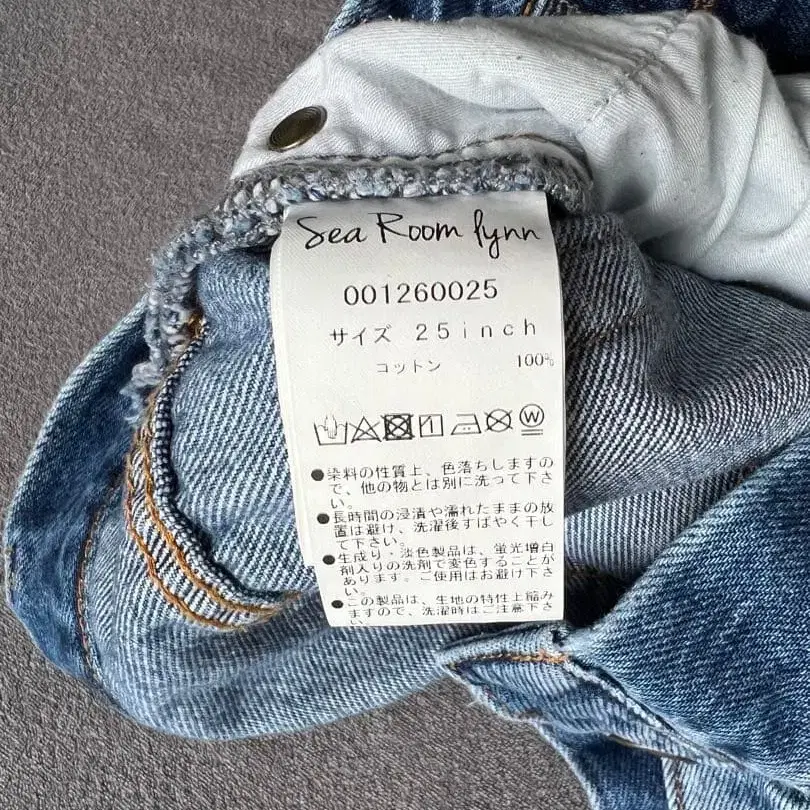 Sea Room lynn
001260025
サイズ 25inch
コットン 100%
W
●染料の性質上、色落ちしますの
で、他の物とは別に洗って下さ
い。
●長時間の浸漬や濡れたままの放
置は避け、洗濯後すばやく干し
て下さい。
●生成り・淡色製品は、蛍光増白
剤入りの洗剤で変色することが
あります。ご使用はお避け下さ
い。
●この製品は、生地の特性上縮み
ますので、洗濯時はご注意下さ
い。